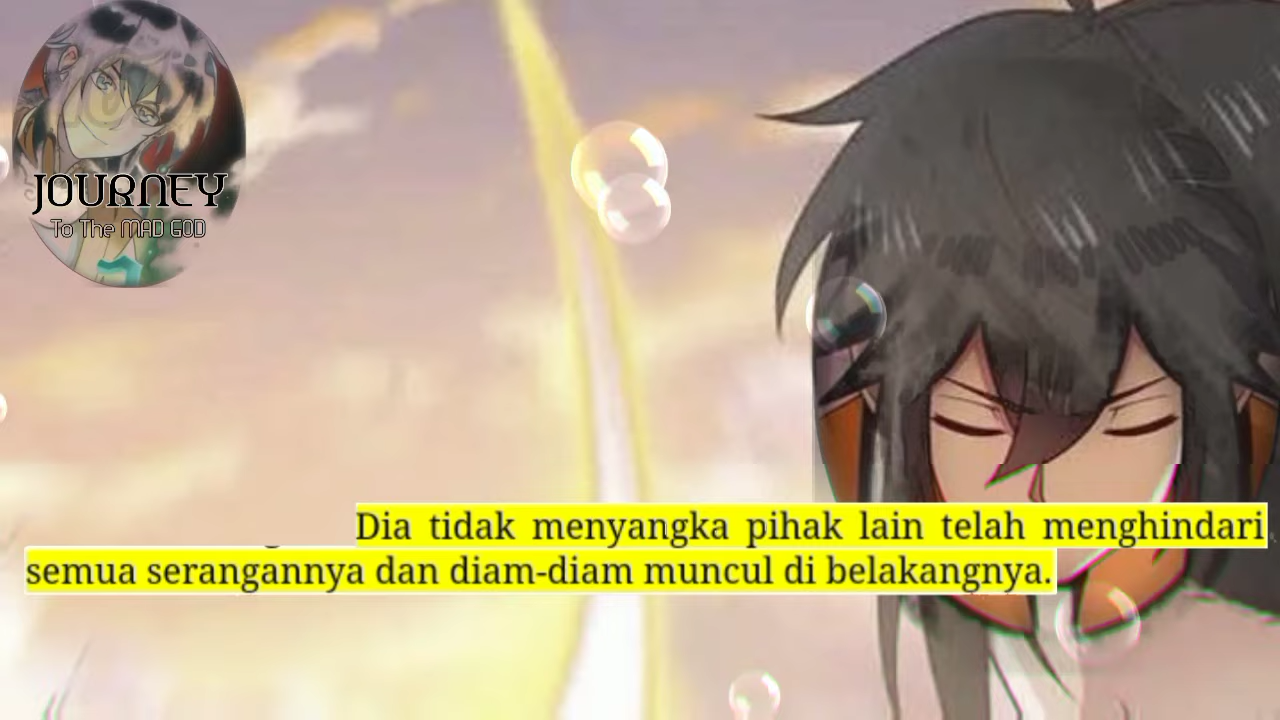 JOURNEY
To The MAD GOD
Dia tidak menyangka pihak lain telah menghindari
semua serangannya dan diam-diam muncul di belakangnya.